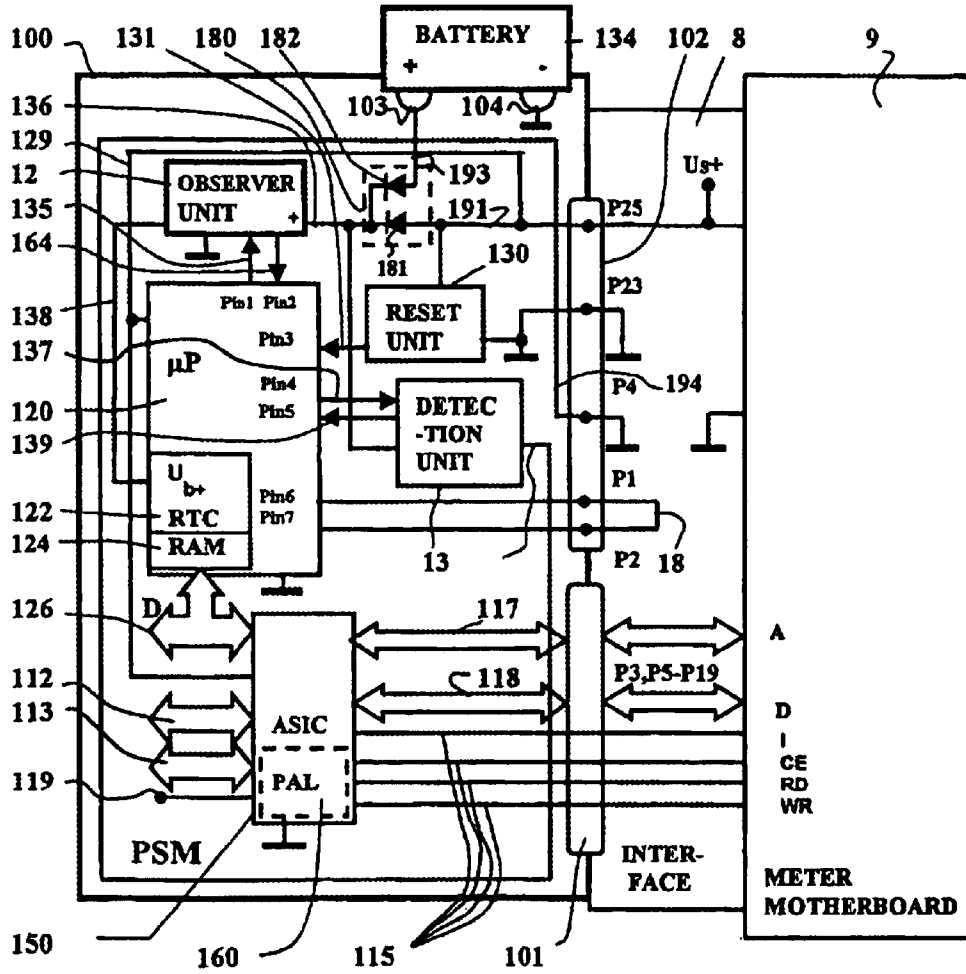 100
131
180
182
BATTERY
+
-
134
102
8
9
136
103
104
129
193
Us+
12
OBSERVER
UNIT
+
191
P25
135
181
130
164
Pin1 Pin2
P23
138
RESET
UNIT
Pin3
137
µP
Pin4
P4
194
120
Pin5
DETEC
-TION
UNIT
139
U
b+
P1
122
RTC
Pin6
Pin7
124
RAM
13
P2
18
126
D
117
A
112
118
P3,P5-P19
D
113
ASIC
I
CE
119
PAL
RD
WR
PSM
INTER-
FACE
METER
MOTHERBOARD
150
160
115
101